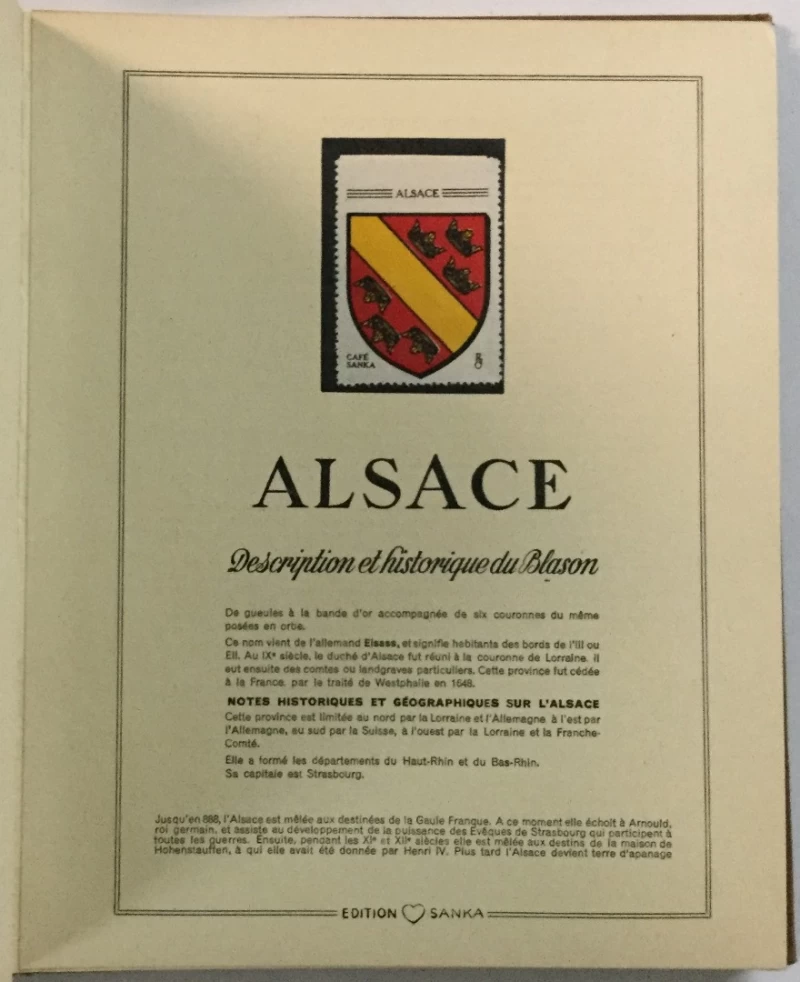 ALSACE
CAFÉ
SANKA
ALSACE
Description et historique du Blason
De gueules à la bande d'or accompagnée de six couronnes du même
posées en orbe.
Ce nom vient de l'allemand Elsass, et signifie habitants des bords de l'Ill ou
Ell. Au IXe siècle, le duché d'Alsace fut réuni à la couronne de Lorraine. Il
eut ensuite des comtes ou landgraves particuliers. Cette province fut cédée
à la France, par le traité de Westphalie en 1648.
NOTES HISTORIQUES ET GÉOGRAPHIQUES SUR L'ALSACE
Cette province est limitée au nord par la Lorraine et l'Allemagne à l'est par
l'Allemagne, au sud par la Suisse, à l'ouest par la Lorraine et la Franche-
Comté.
Elle a formé les départements du Haut-Rhin et du Bas-Rhin.
Sa capitale est Strasbourg.
Jusqu'en 888, l'Alsace est mêlée aux destinées de la Gaule Franque. A ce moment elle échoit à Arnould,
roi germain, et assiste au développement de la puissance des Evêques de Strasbourg qui participent à
toutes les guerres. Ensuite, pendant les XIe et XIIe siècles elle est mêlée aux destins de la maison de
Hohenstauffen, à qui elle avait été donnée par Henri IV. Plus tard l'Alsace devient terre d'apanage
EDITION SANKA